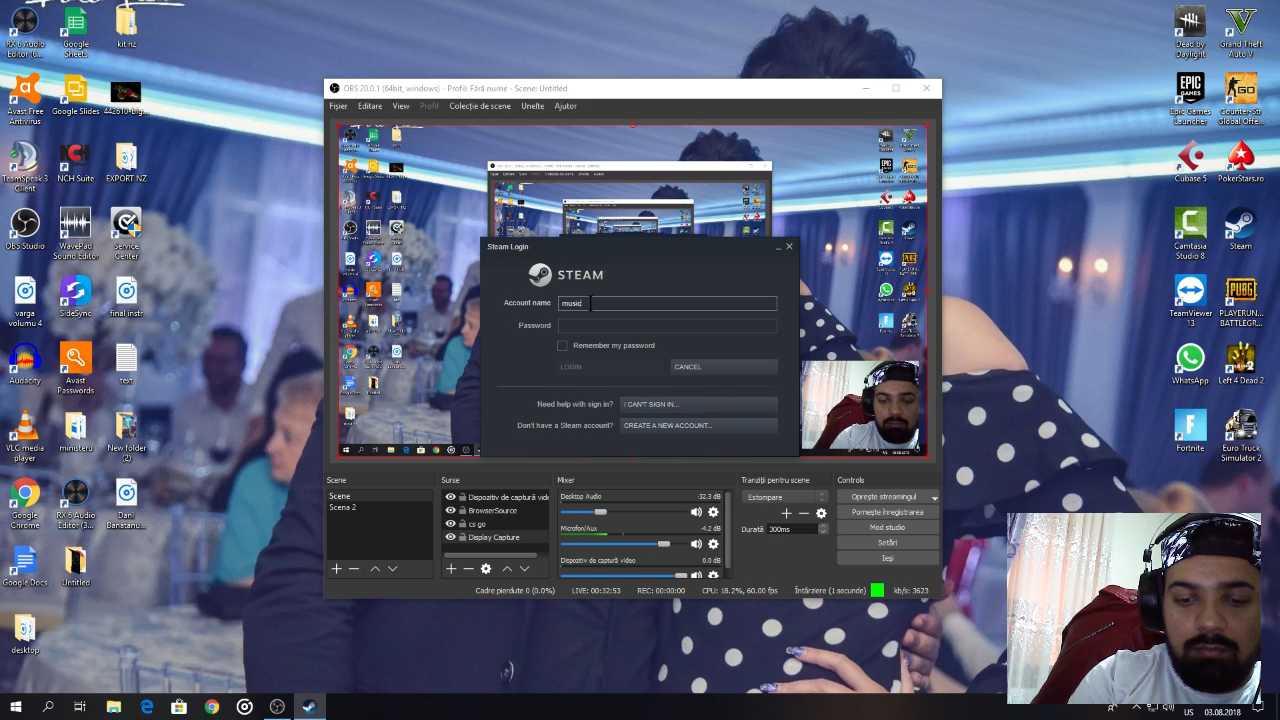 RX 6 Audio
Editor (6...
Google
Sheets
kit nz
Avast Free
Antivirus
Google Slides
TeamSpeak 3
Client
NCH Suite
EXPORT NZ
OBS Studio
WavePad
Sound Editor
Service
Center
varga
volumu 4
SideSync
final instr
Audacity
Avast
Passwords
text
VLC media
player
ministeru
New folder
(2)
Google
Chrome
RX 6 Audio
Editor (3...
Dani
Banatanu...
Google Docs
Untitled
desktop
OBS 20.0.1 (64bit, windows) - Profil: Fără nume - Scene: Untitled
Fișier Editare View Profil Colecție de scene Unelte Ajutor
Steam Login
STEAM
Account name
music
Password
Remember my password
LOGIN
CANCEL
Need help with sign in?
I CAN'T SIGN IN...
Don't have a Steam account?
CREATE A NEW ACCOUNT...
Scene
Scene
Scene 2
Surse
Dispozitiv de captură vide
BrowserSource
cs go
Display Capture
Mixer
Desktop Audio -32.3 dB
Microfon/Aux -4.2 dB
Dispozitiv de captură video 0.0 dB
Tranziții pentru scene
Estompare
Durată 300ms
Controls
Oprește streamingul
Pornește înregistrarea
Mod studio
Setări
Ieși
Cadre pierdute 0 (0.0%) LIVE: 00:32:53 REC: 00:00:00 CPU: 18.2%, 60.00 fps Întârziere (1 secunde) kb/s: 3623
Dead by
Daylight
Grand Theft
Auto V
EPIC
GAMES
Epic Games
Launcher
GO
Counter-Str
Global Offe...
Cubase 5
PokerStars.ro
Camtasia
Studio 8
Steam
TeamViewer
13
PUBG
PLAYERUN...
BATTLEGR...
WhatsApp
Left 4 Dead 2
Fortnite
Euro Truck
Simulator 2
US 03.08.2018